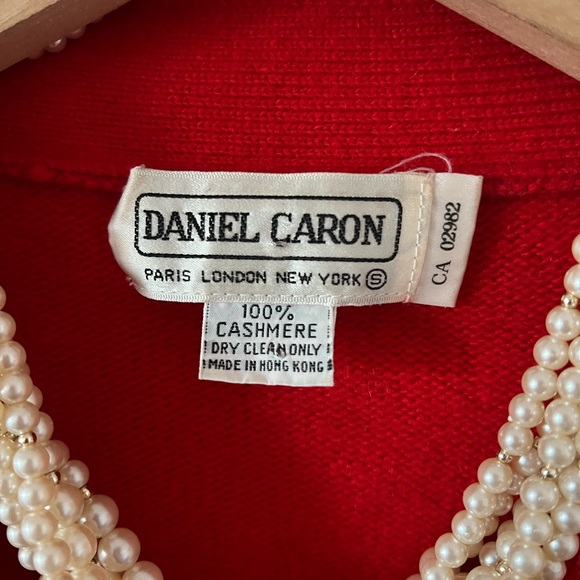 DANIEL CARON
PARIS LONDON NEW YORK Ⓢ
CA 02982
100%
CASHMERE
DRY CLEAN ONLY
MADE IN HONG KONG